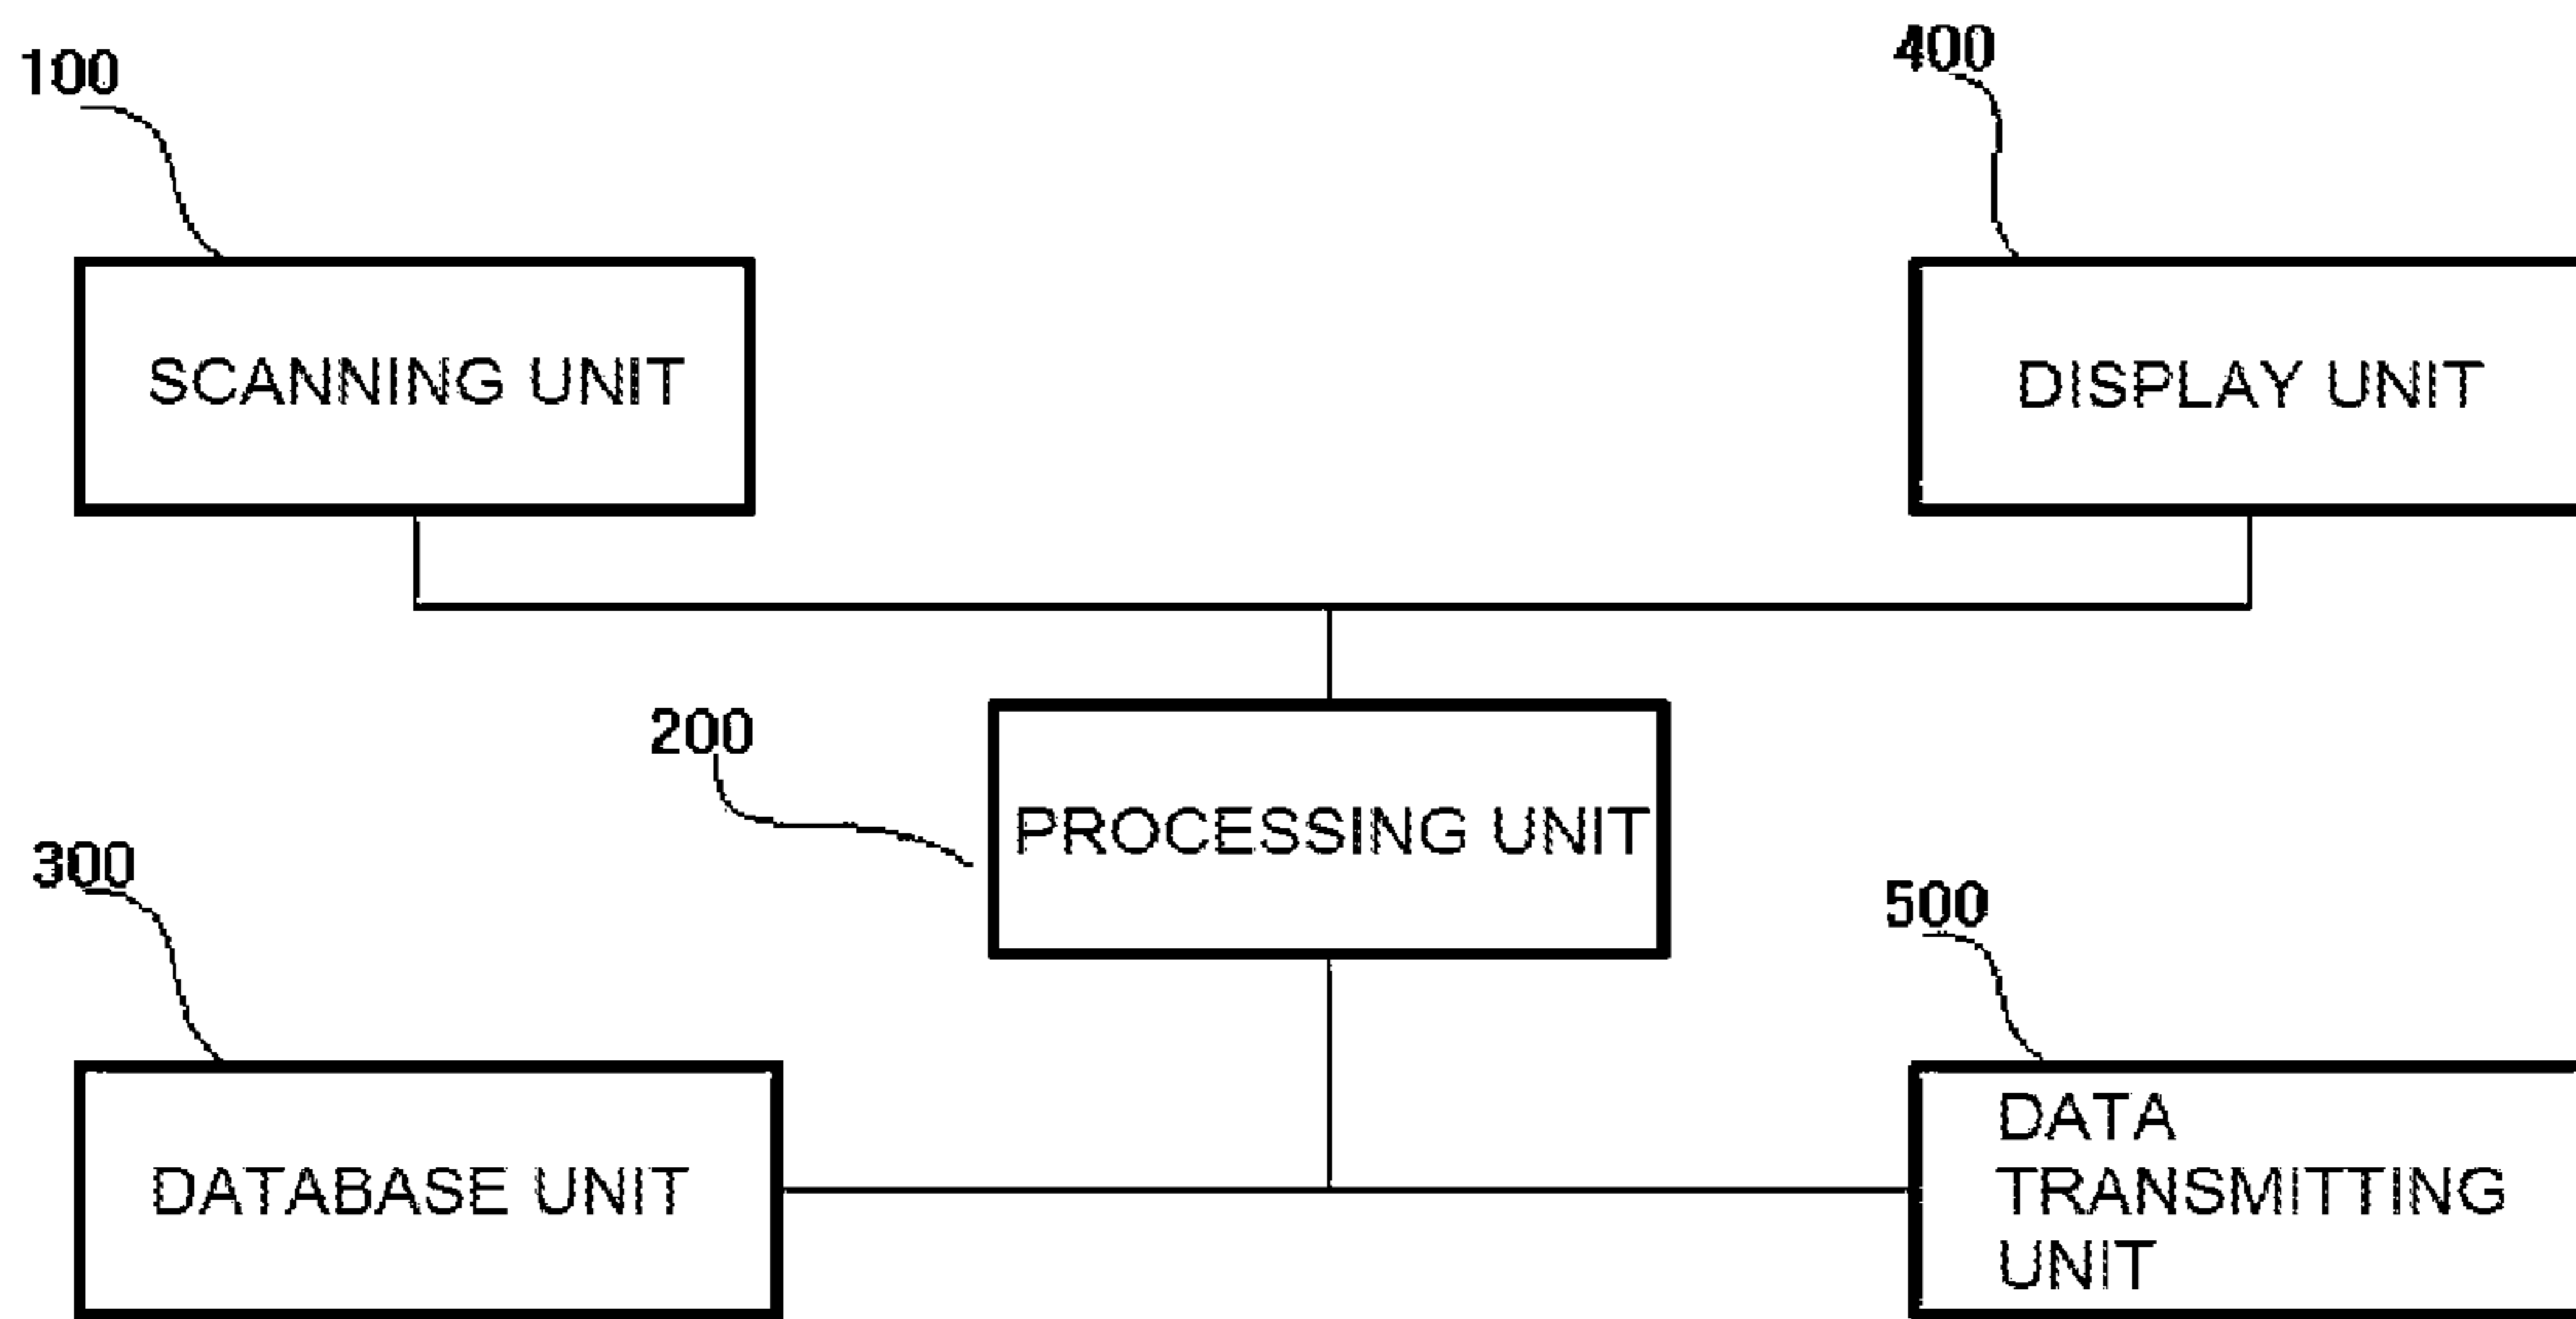 100
400
SCANNING UNIT
DISPLAY UNIT
200
PROCESSING UNIT
300
500
DATABASE UNIT
DATA
TRANSMITTING
UNIT